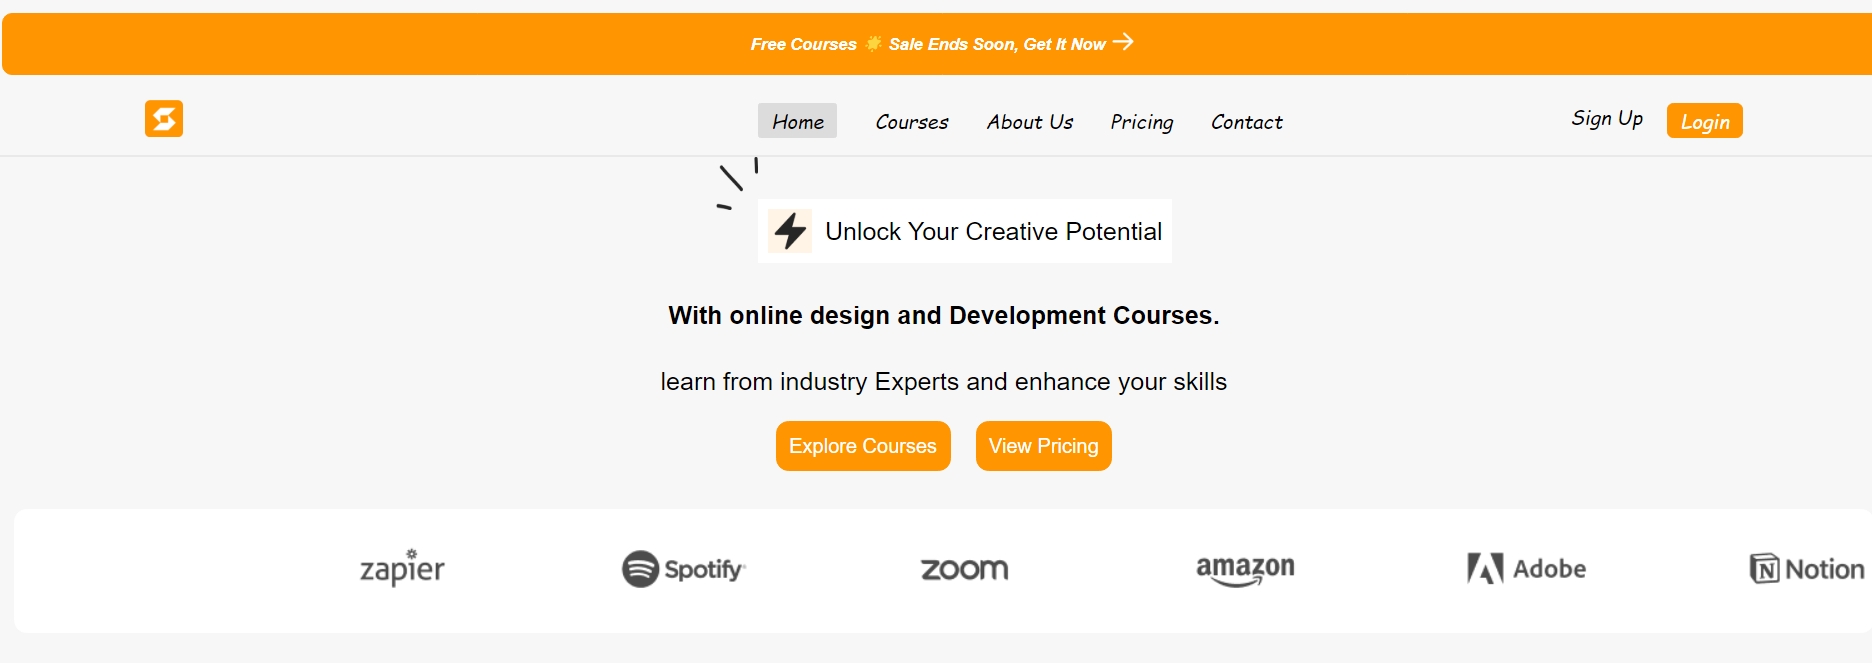 Free Courses 🌟 Sale Ends Soon, Get It Now →
Home Courses About Us Pricing Contact Sign Up Login
Unlock Your Creative Potential
With online design and Development Courses.
learn from industry Experts and enhance your skills
Explore Courses View Pricing
zapier Spotify zoom amazon Adobe Notion